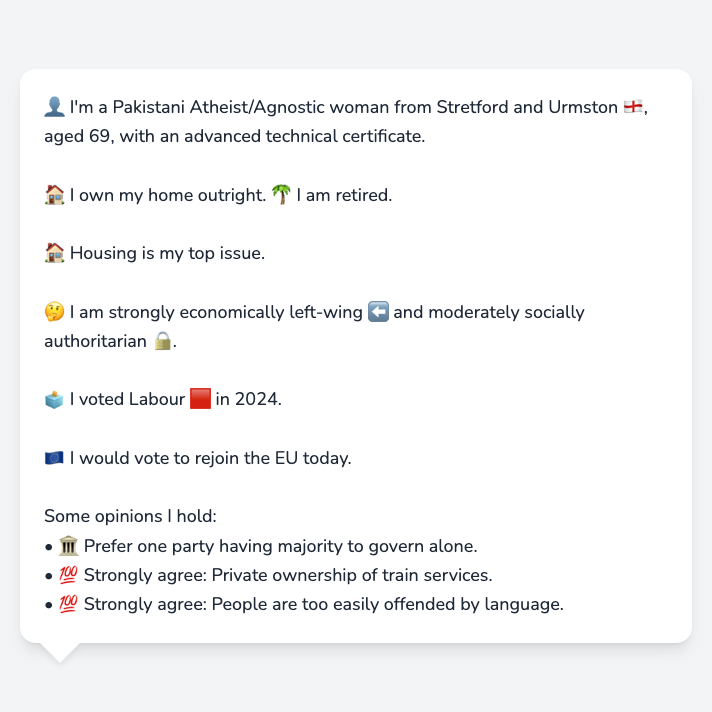 👤 I'm a Pakistani Atheist/Agnostic woman from Stretford and Urmston 🏴󠁧󠁢󠁥󠁮󠁧󠁿,
aged 69, with an advanced technical certificate.
🏠 I own my home outright. 🌴 I am retired.
🏠 Housing is my top issue.
🤔 I am strongly economically left-wing ⬅️ and moderately socially
authoritarian 🔒.
🗳️ I voted Labour 🟥 in 2024.
🇪🇺 I would vote to rejoin the EU today.
Some opinions I hold:
• 🏛️ Prefer one party having majority to govern alone.
• 💯 Strongly agree: Private ownership of train services.
• 💯 Strongly agree: People are too easily offended by language.